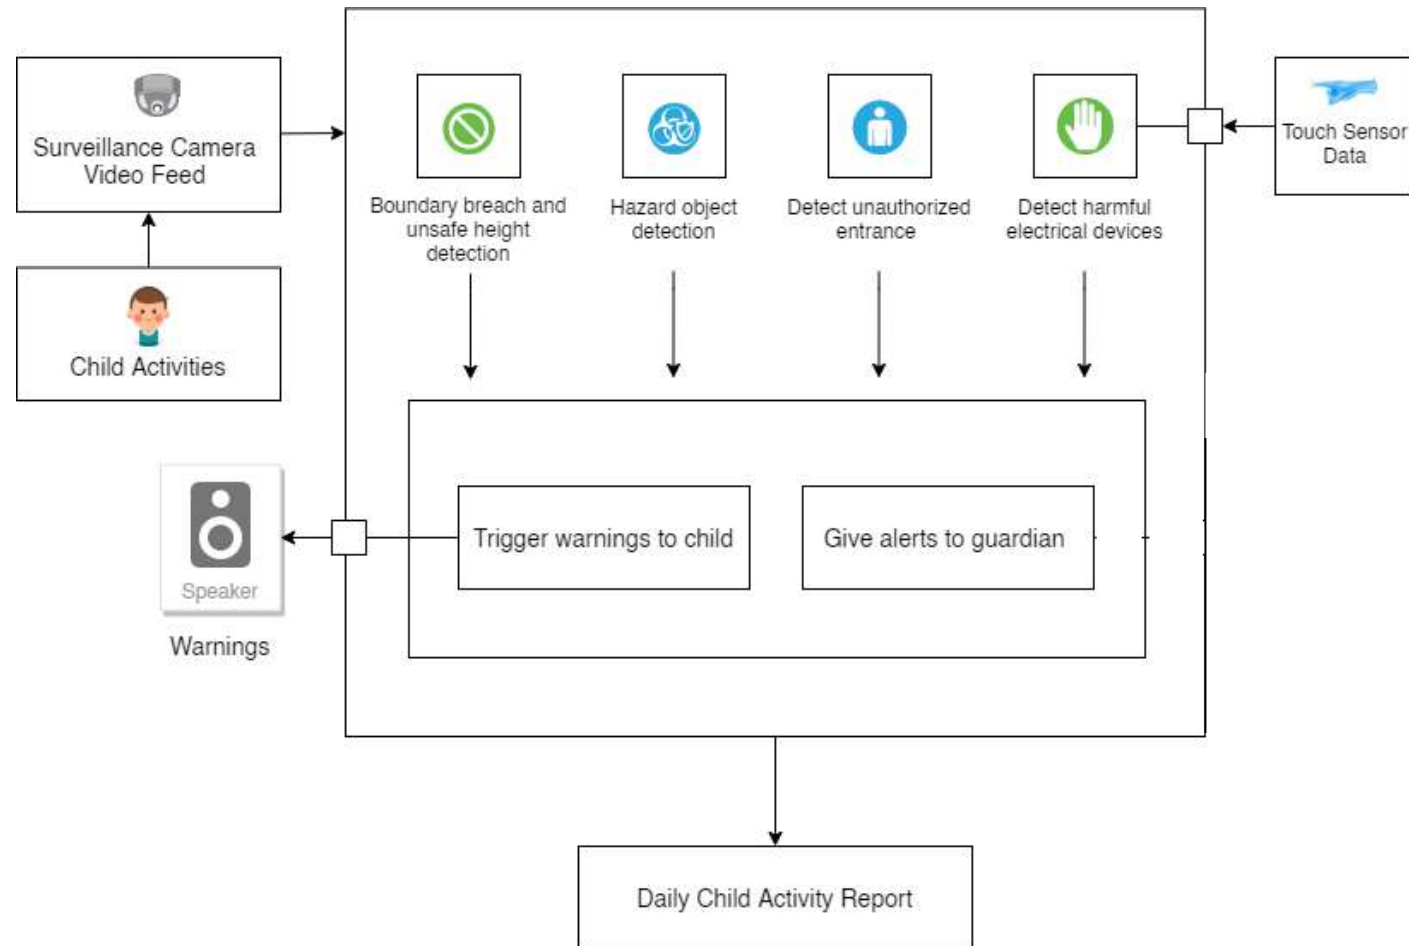 Surveillance Camera
Video Feed
Child Activities
Boundary breach and
unsafe height
detection
Hazard object
detection
Detect unauthorized
entrance
Detect harmful
electrical devices
Touch Sensor
Data
Trigger warnings to child
Give alerts to guardian
Speaker
Warnings
Daily Child Activity Report